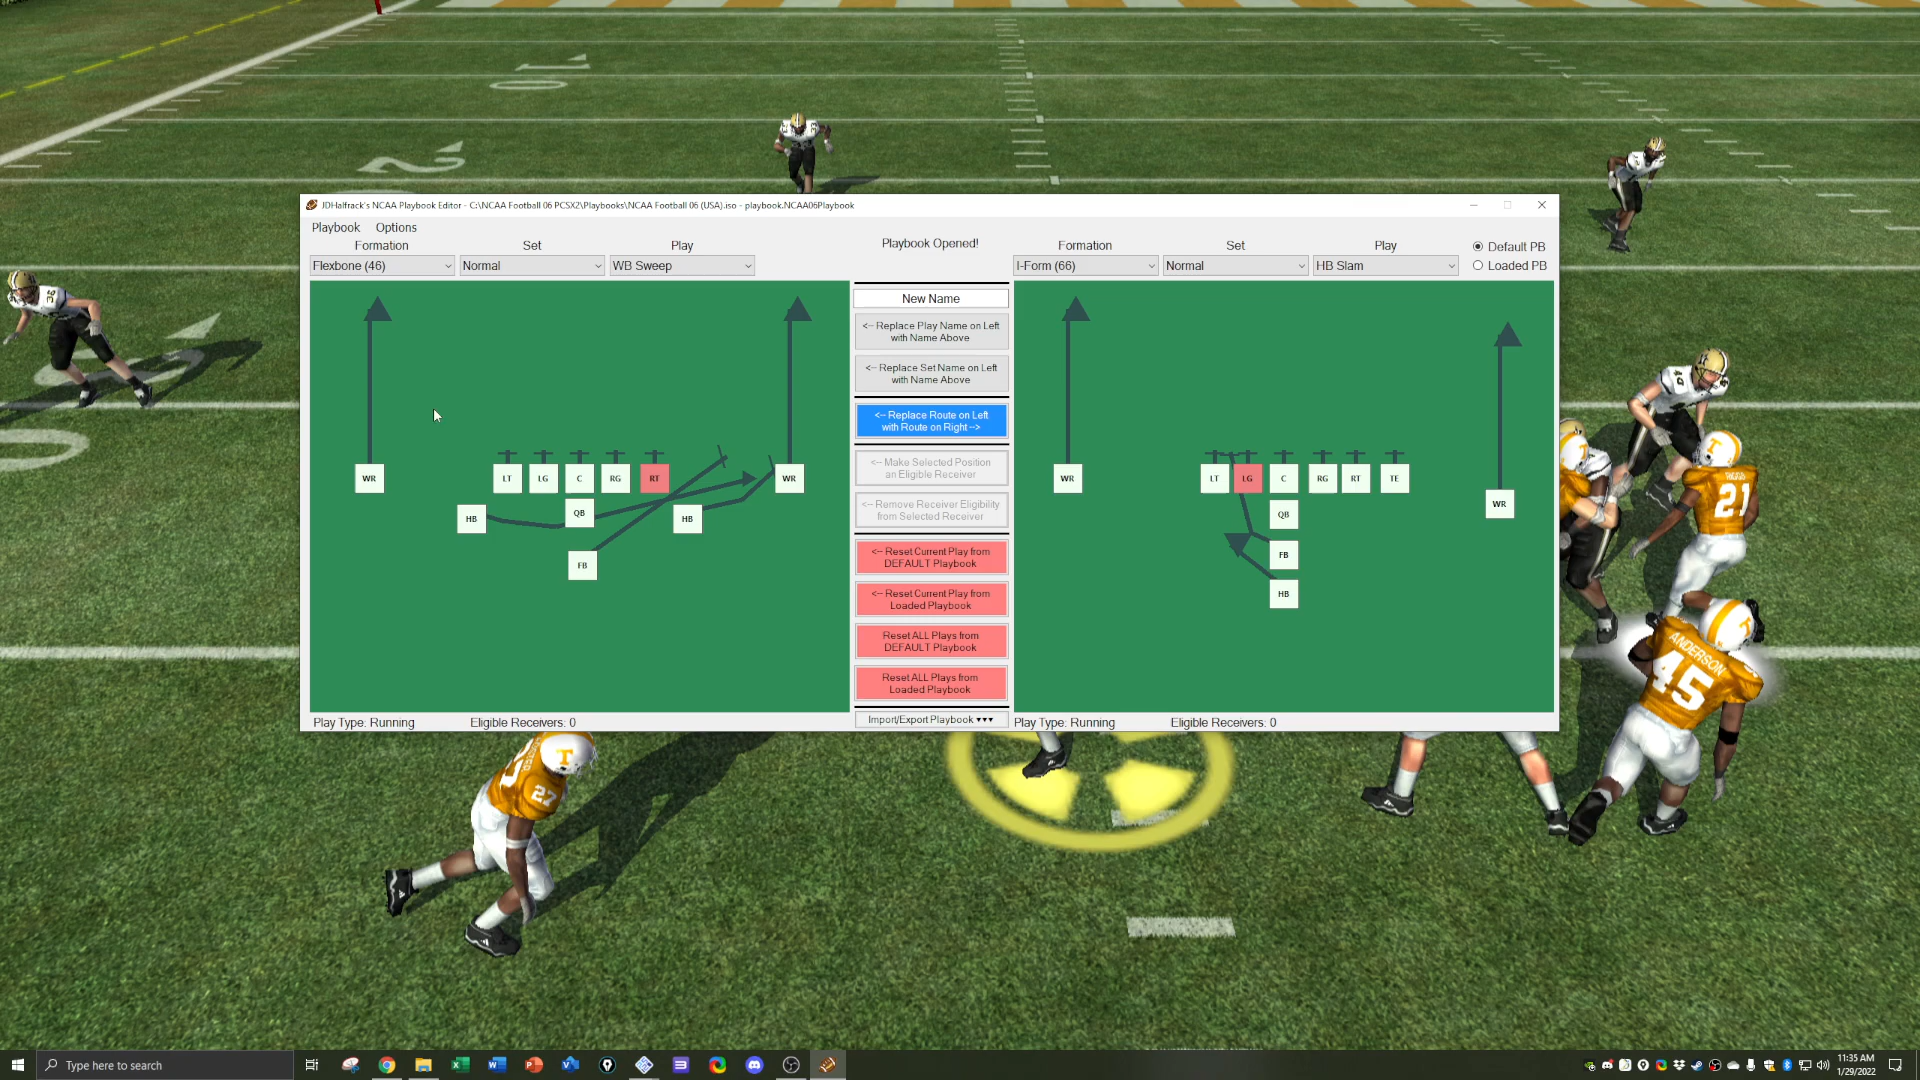 JDHalfrack's NCAA Playbook Editor - C:\NCAA Football 06 PCSX2\Playbooks\NCAA Football 06 (USA).iso - playbook.NCAA06Playbook
Playbook Options
Formation Set Play
Flexbone (46) Normal WB Sweep
Playbook Opened!
Formation Set Play
I-Form (66) Normal HB Slam
Default PB
Loaded PB
New Name
<-- Replace Play Name on Left
with Name Above
<-- Replace Set Name on Left
with Name Above
<-- Replace Route on Left
with Route on Right -->
<-- Make Selected Position
an Eligible Receiver
<-- Remove Receiver Eligibility
from Selected Receiver
<-- Reset Current Play from
DEFAULT Playbook
<-- Reset Current Play from
Loaded Playbook
Reset ALL Plays from
DEFAULT Playbook
Reset ALL Plays from
Loaded Playbook
Import/Export Playbook ▾▾▾
WR LT LG C RG RT WR
HB QB HB
FB
WR LT LG C RG RT TE
WR
QB
FB
HB
Play Type: Running Eligible Receivers: 0
Play Type: Running Eligible Receivers: 0
36
40
21
ANDERSON
45
27
T
T
T
Type here to search
11:35 AM
1/29/2022